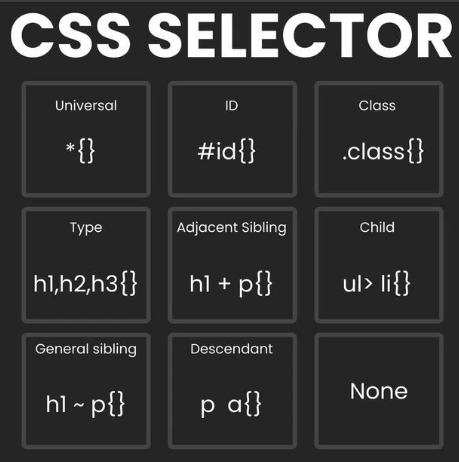 CSS SELECTOR
Universal
*{}
ID
#id{}
Class
.class{}
Type
h1,h2,h3{}
Adjacent Sibling
h1 + p{}
Child
ul> li{}
General sibling
h1 ~ p{}
Descendant
p  a{}
None